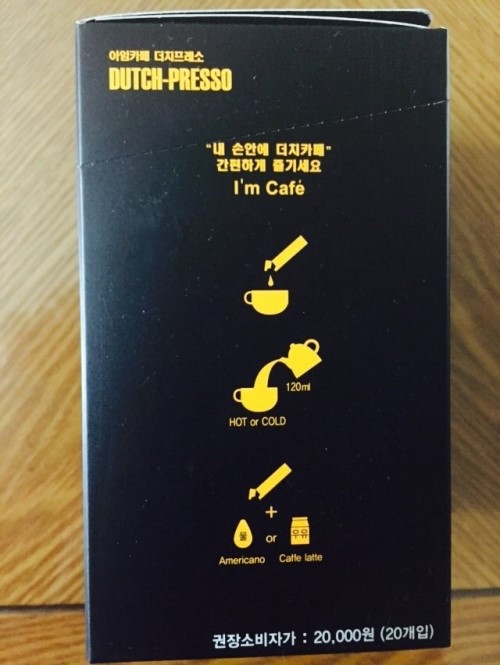 아임카페 더치프레소
DUTCH-PRESSO
“내 손안에 더치카페”
간편하게 즐기세요
I'm Café
120ml
HOT or COLD
+
물 or 우유
Americano Caffe latte
권장소비자가 : 20,000원 (20개입)